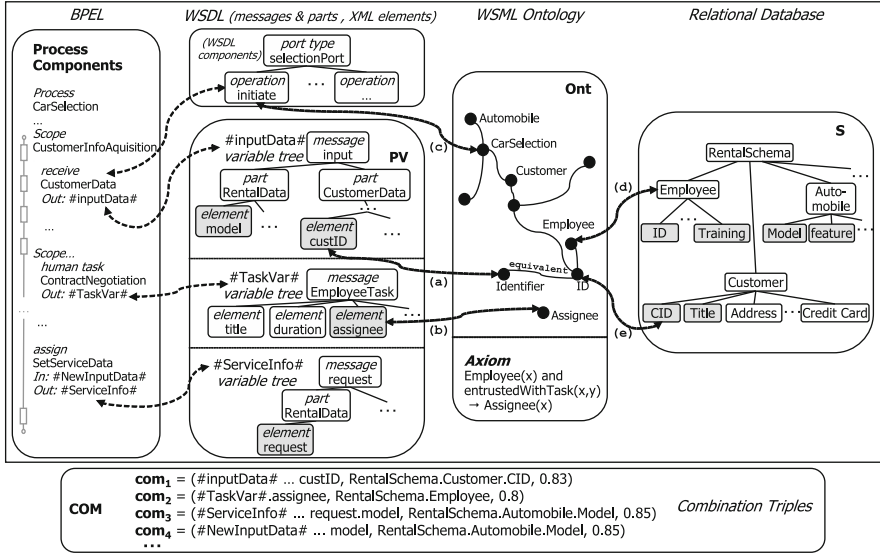 BPEL
WSDL (messages & parts , XML elements)
WSML Ontology
Relational Database
Process
Components
Process
CarSelection
...
Scope
CustomerInfoAquisition
receive
CustomerData
Out: #inputData#
...
Scope...
human task
ContractNegotiation
Out: #TaskVar#
...
assign
SetServiceData
In: #NewInputData#
Out: #ServiceInfo#
(WSDL
components)
port type
selectionPort
operation
initiate
...
operation
...
#inputData#
variable tree
message
input
PV
part
RentalData
part
CustomerData
...
element
model
...
element
custID
...
#TaskVar#
variable tree
message
EmployeeTask
element
title
element
duration
element
assignee
...
#ServiceInfo#
variable tree
message
request
part
RentalData
...
element
request
...
(c)
(a)
(b)
(d)
(e)
Ont
Automobile
CarSelection
Customer
Employee
equivalent
Identifier
ID
Assignee
Axiom
Employee(x) and
entrustedWithTask(x,y)
→ Assignee(x)
S
RentalSchema
...
Employee
Auto-
mobile
ID
...
Training
Model
feature
...
Customer
CID
Title
Address
...
Credit Card
COM
com1 = (#inputData# ... custID, RentalSchema.Customer.CID, 0.83)
com2 = (#TaskVar#.assignee, RentalSchema.Employee, 0.8)
com3 = (#ServiceInfo# ... request.model, RentalSchema.Automobile.Model, 0.85)
com4 = (#NewInputData# ... model, RentalSchema.Automobile.Model, 0.85)
...
Combination Triples